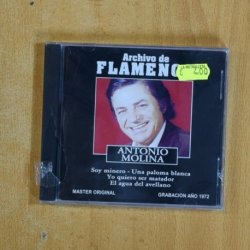 Archivo de
FLAMENCO
ANTONIO
MOLINA
Soy minero - Una paloma blanca
Yo quiero ser matador
El agua del avellano
MASTER ORIGINAL
GRABACIÓN AÑO 1972